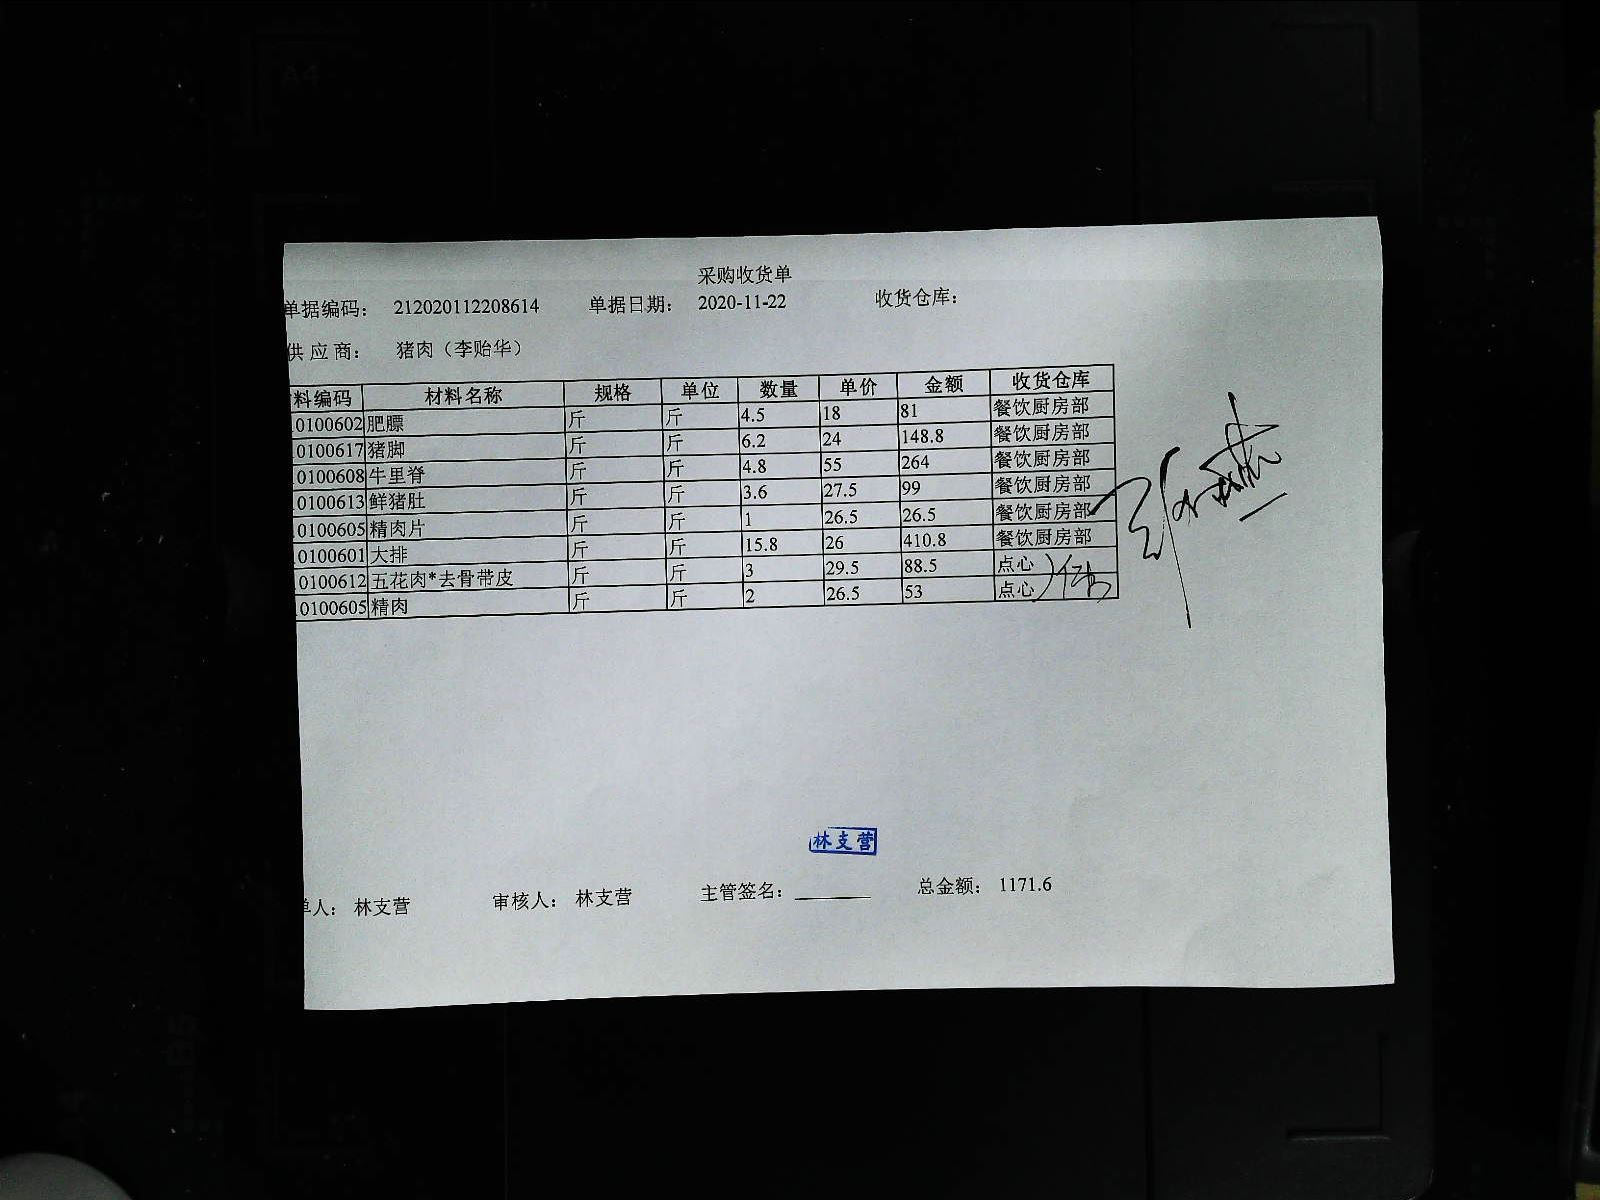 采购收货单
单据编码： 212020112208614 单据日期： 2020-11-22 收货仓库：
供应商： 猪肉（李贻华）
料编码 材料名称 规格 单位 数量 单价 金额 收货仓库
0100602 肥膘 斤 斤 4.5 18 81 餐饮厨房部
0100617 猪脚 斤 斤 6.2 24 148.8 餐饮厨房部
0100608 牛里脊 斤 斤 4.8 55 264 餐饮厨房部
0100613 鲜猪肚 斤 斤 3.6 27.5 99 餐饮厨房部
0100605 精肉片 斤 斤 1 26.5 26.5 餐饮厨房部
0100601 大排 斤 斤 15.8 26 410.8 餐饮厨房部
0100612 五花肉*去骨带皮 斤 斤 3 29.5 88.5 点心
0100605 精肉 斤 斤 2 26.5 53 点心
林支营
单人： 林支营 审核人： 林支营 主管签名： 总金额： 1171.6